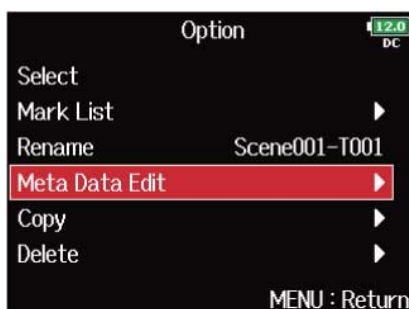 Option
12.0
DC
Select
Mark List
Rename Scene001-T001
Meta Data Edit
Copy
Delete
MENU : Return